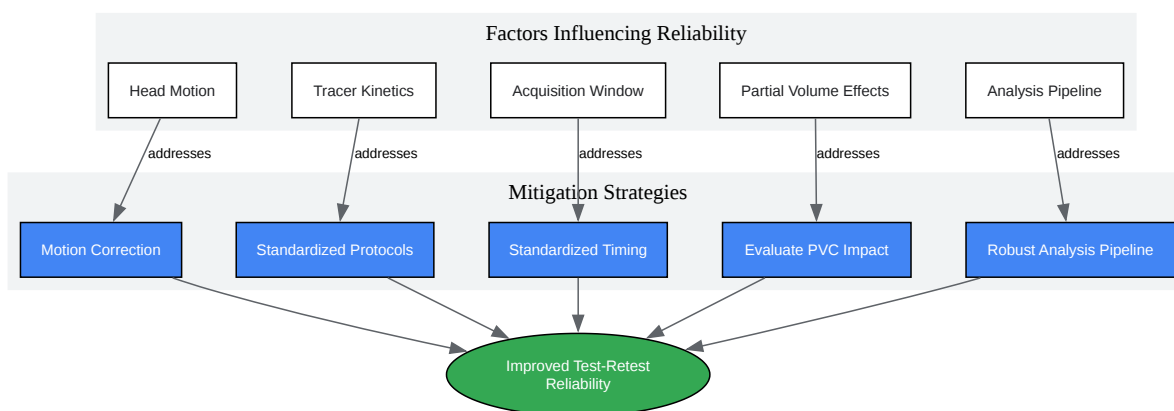 Factors Influencing Reliability
Head Motion
Tracer Kinetics
Acquisition Window
Partial Volume Effects
Analysis Pipeline
addresses
addresses
addresses
addresses
addresses
Mitigation Strategies
Motion Correction
Standardized Protocols
Standardized Timing
Evaluate PVC Impact
Robust Analysis Pipeline
Improved Test-Retest
Reliability